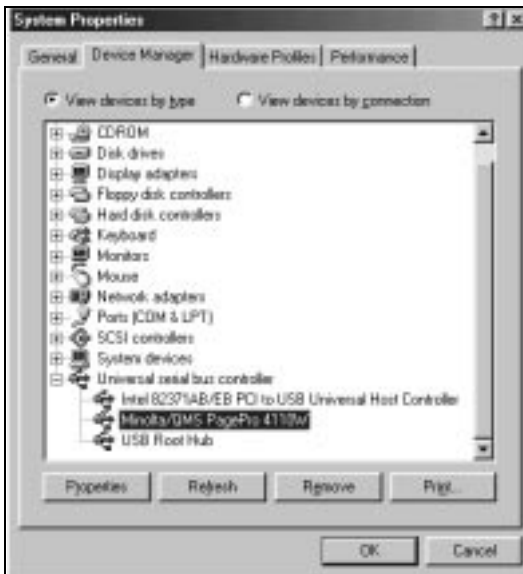 System Properties
General Device Manager Hardware Profiles Performance
View devices by type View devices by connection
CDROM
Disk drives
Display adapters
Floppy disk controllers
Hard disk controllers
Keyboard
Monitors
Mouse
Network adapters
Ports (COM & LPT)
SCSI controllers
System devices
Universal serial bus controller
Intel 82371AB/EB PCI to USB Universal Host Controller
Minolta/QMS PagePro 4110W
USB Root Hub
Properties Refresh Remove Print...
OK Cancel